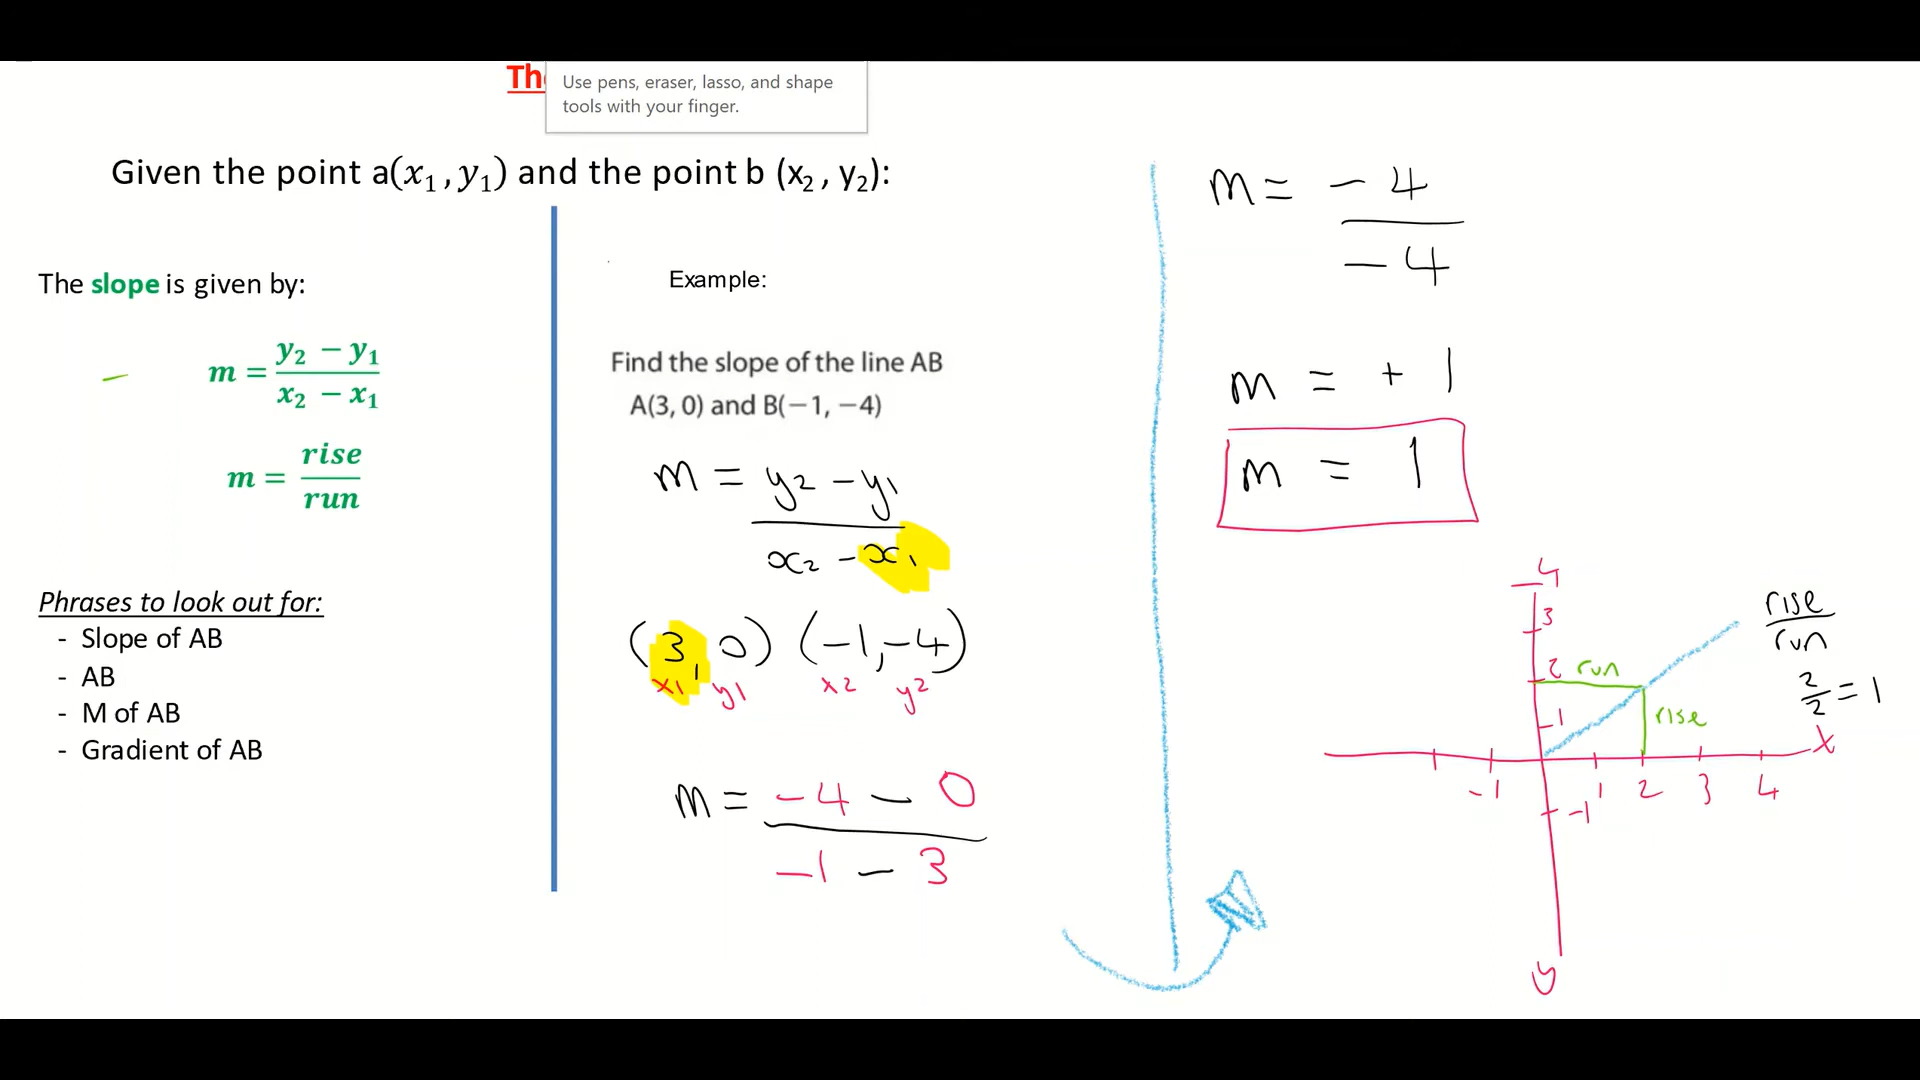 Th
Use pens, eraser, lasso, and shape
tools with your finger.
Given the point a(x₁, y₁) and the point b (x₂, y₂):
The slope is given by:
m = (y₂ − y₁)/(x₂ − x₁)
m = rise/run
Phrases to look out for:
- Slope of AB
- AB
- M of AB
- Gradient of AB
Example:
Find the slope of the line AB
A(3, 0) and B(−1, −4)
m = (y₂ − y₁)/(x₂ − x₁)
(3, 0) (−1, −4)
x1 y1 x2 y2
m = (−4 − 0)/(−1 − 3)
m = −4/−4
m = + 1
m = 1
4
3
2 run
1 rise
x
-1 1 2 3 4
-1
y
rise/run
2/2 = 1